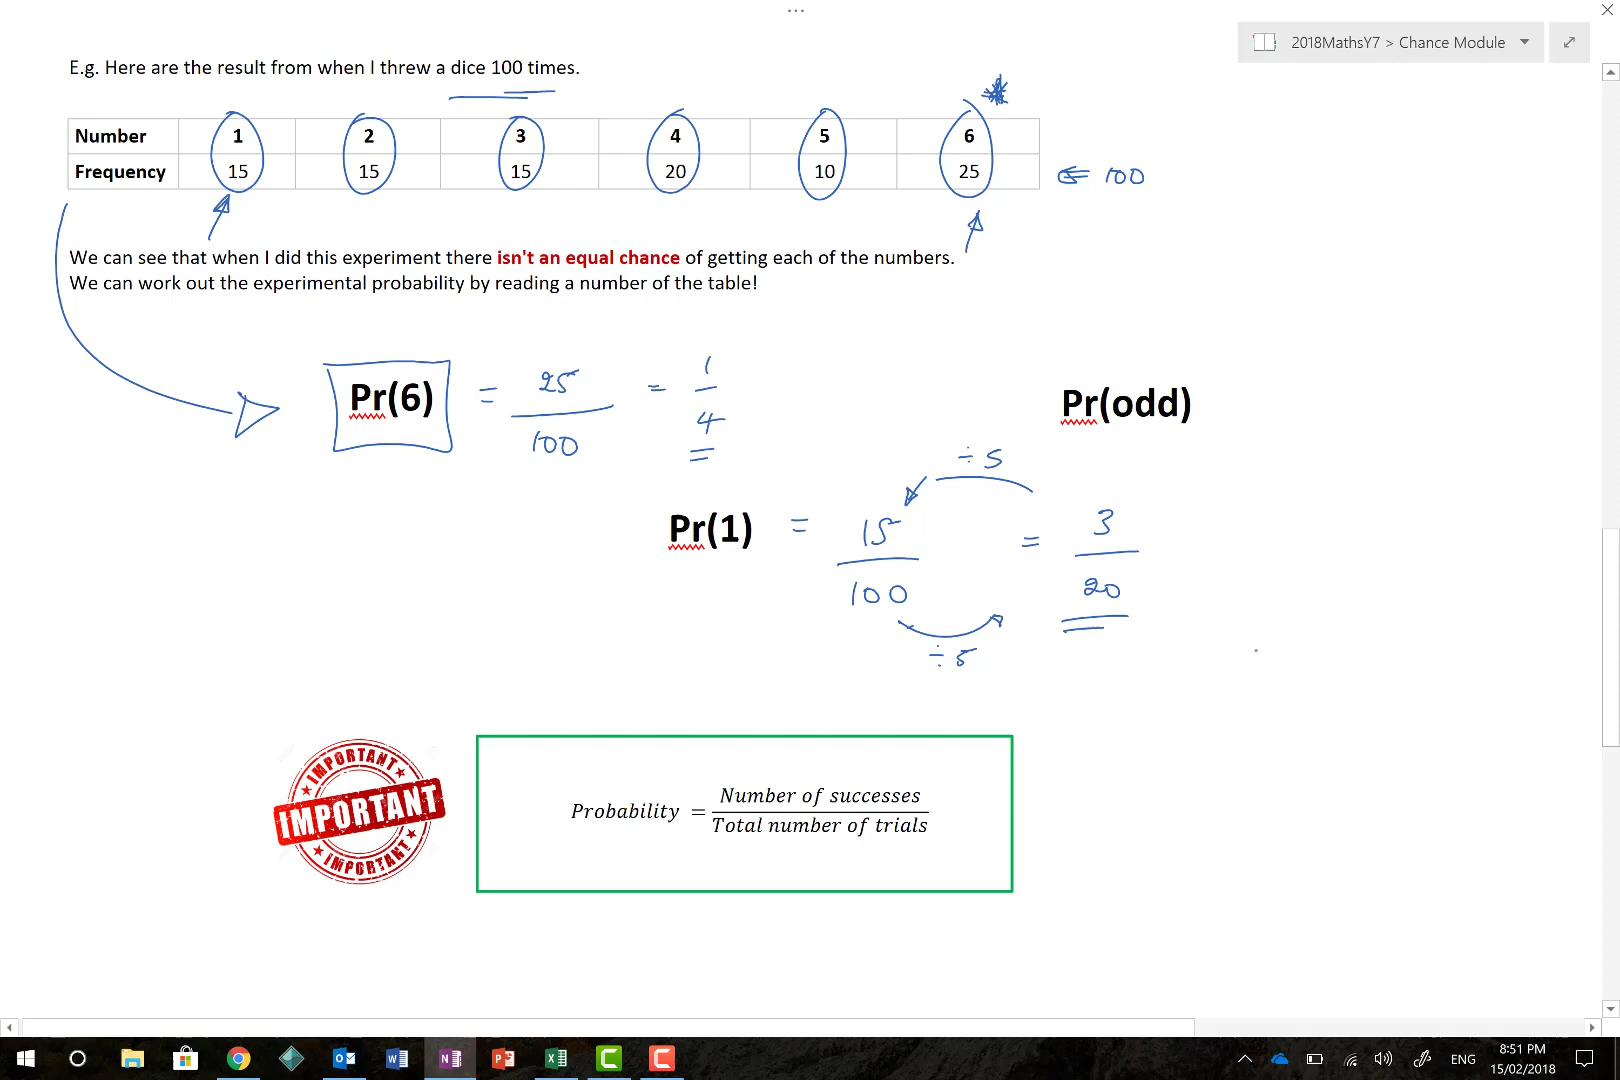 2018MathsY7 > Chance Module
E.g. Here are the result from when I threw a dice 100 times.
Number 1 2 3 4 5 6
Frequency 15 15 15 20 10 25
⇐ 100
We can see that when I did this experiment there isn't an equal chance of getting each of the numbers.
We can work out the experimental probability by reading a number of the table!
Pr(6) = 25/100 = 1/4
Pr(odd)
÷5
Pr(1) = 15/100 = 3/20
÷5
IMPORTANT
IMPORTANT
IMPORTANT
Probability = Number of successes / Total number of trials
ENG
8:51 PM
15/02/2018